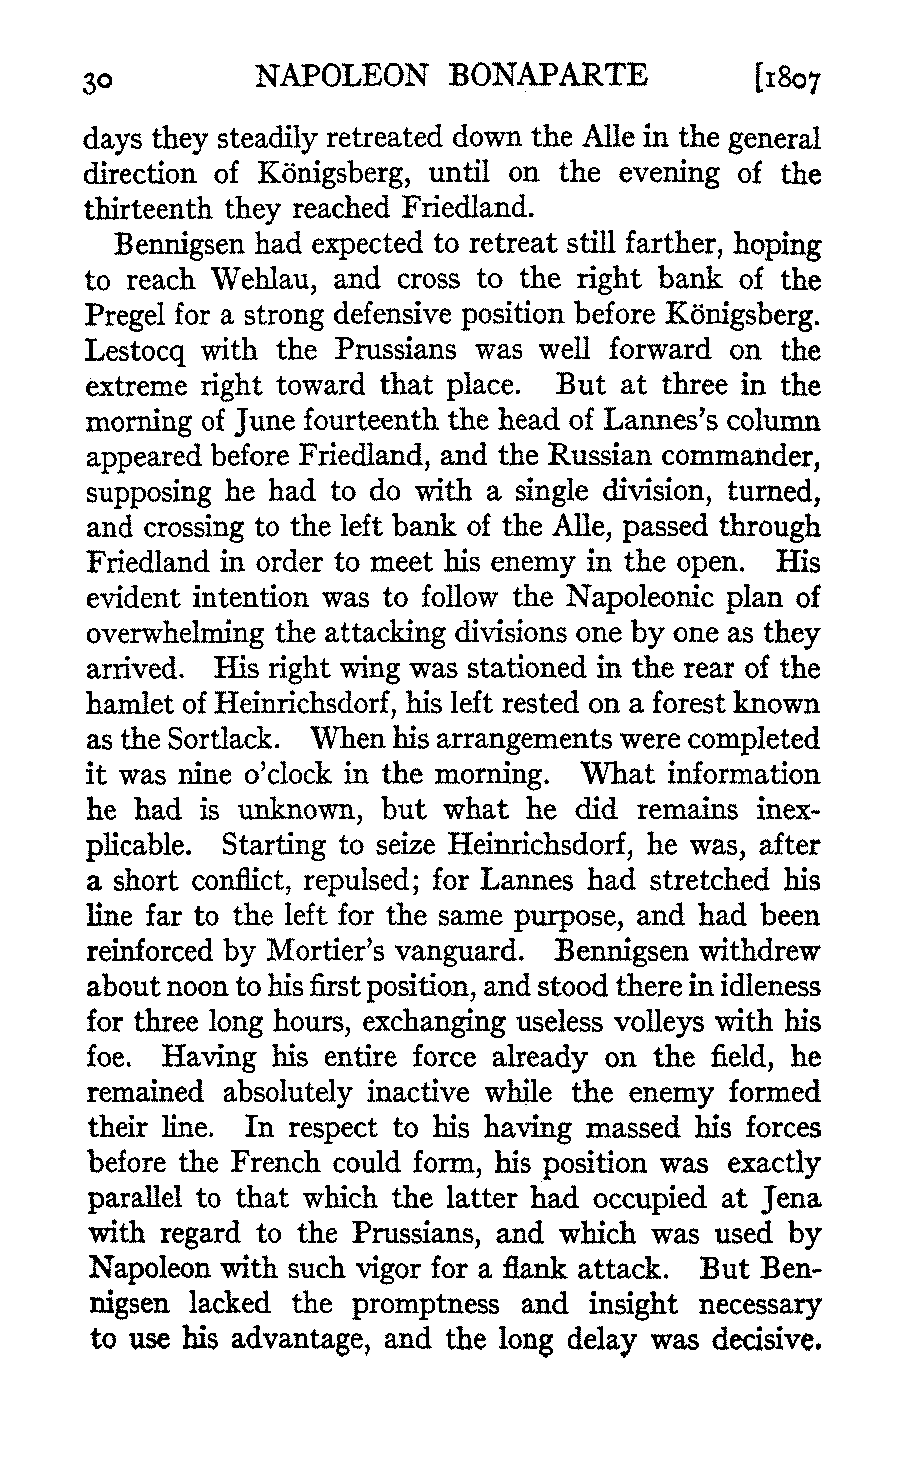 30 NAPOLEON BONAPARTE [1807
days they steadily retreated down the Alle in the general
direction of Königsberg, until on the evening of the
thirteenth they reached Friedland.
Bennigsen had expected to retreat still farther, hoping
to reach Wehlau, and cross to the right bank of the
Pregel for a strong defensive position before Königsberg.
Lestocq with the Prussians was well forward on the
extreme right toward that place. But at three in the
morning of June fourteenth the head of Lannes's column
appeared before Friedland, and the Russian commander,
supposing he had to do with a single division, turned,
and crossing to the left bank of the Alle, passed through
Friedland in order to meet his enemy in the open. His
evident intention was to follow the Napoleonic plan of
overwhelming the attacking divisions one by one as they
arrived. His right wing was stationed in the rear of the
hamlet of Heinrichsdorf, his left rested on a forest known
as the Sortlack. When his arrangements were completed
it was nine o'clock in the morning. What information
he had is unknown, but what he did remains inex-
plicable. Starting to seize Heinrichsdorf, he was, after
a short conflict, repulsed; for Lannes had stretched his
line far to the left for the same purpose, and had been
reinforced by Mortier's vanguard. Bennigsen withdrew
about noon to his first position, and stood there in idleness
for three long hours, exchanging useless volleys with his
foe. Having his entire force already on the field, he
remained absolutely inactive while the enemy formed
their line. In respect to his having massed his forces
before the French could form, his position was exactly
parallel to that which the latter had occupied at Jena
with regard to the Prussians, and which was used by
Napoleon with such vigor for a flank attack. But Ben-
nigsen lacked the promptness and insight necessary
to use his advantage, and the long delay was decisive.